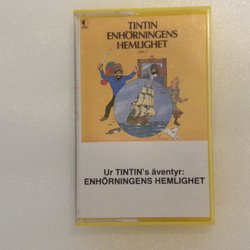 TINTIN
ENHÖRNINGENS
HEMLIGHET
Ur TINTIN's äventyr:
ENHÖRNINGENS HEMLIGHET